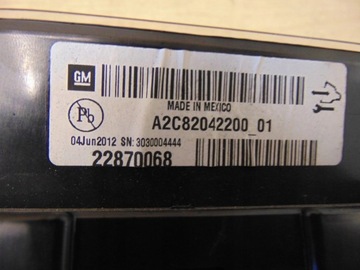 GM
MADE IN MEXICO
A2C82042200_01
Pb
04Jun2012 SN: 3030004444
22870068